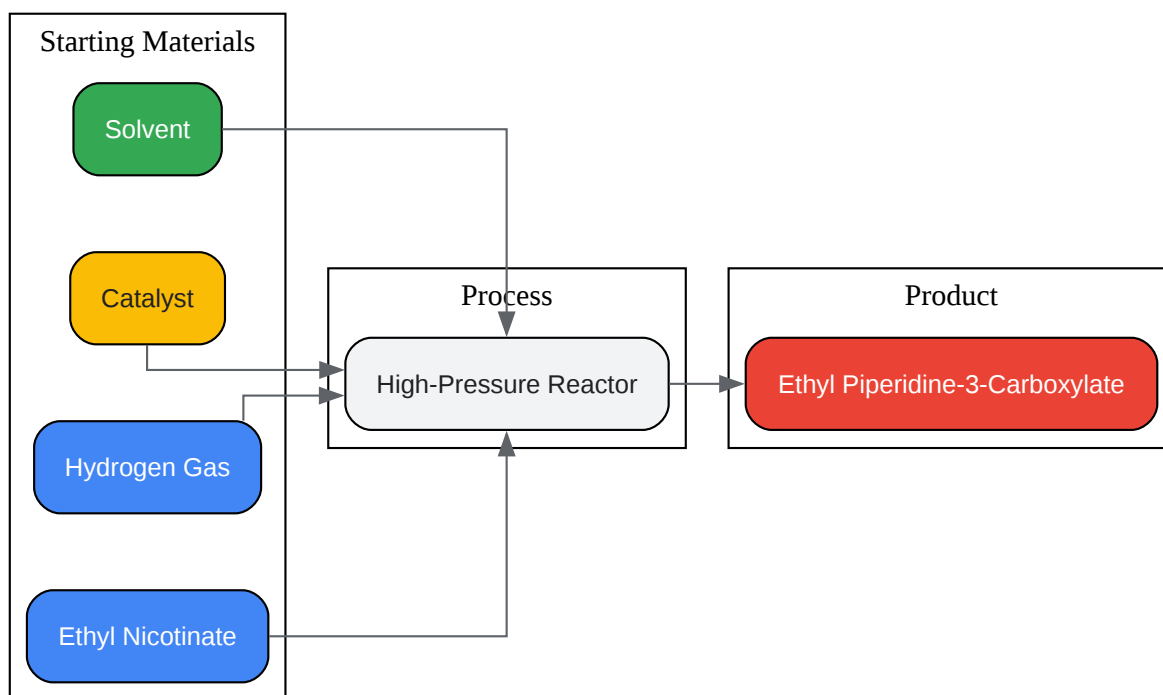 Starting Materials
Solvent
Catalyst
Hydrogen Gas
Ethyl Nicotinate
Process
High-Pressure Reactor
Product
Ethyl Piperidine-3-Carboxylate